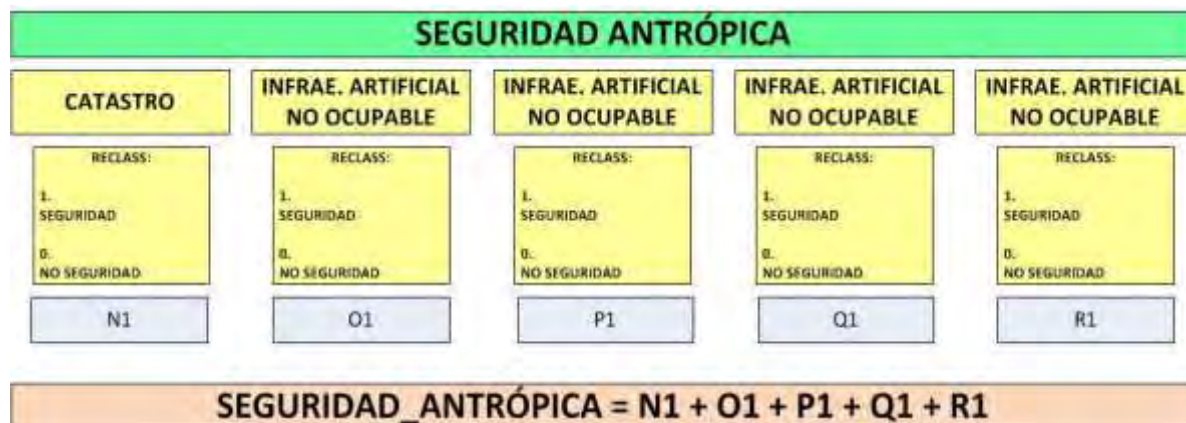 SEGURIDAD ANTRÓPICA
CATASTRO
INFRAE. ARTIFICIAL
NO OCUPABLE
INFRAE. ARTIFICIAL
NO OCUPABLE
INFRAE. ARTIFICIAL
NO OCUPABLE
INFRAE. ARTIFICIAL
NO OCUPABLE
RECLASS:
1.
SEGURIDAD
0.
NO SEGURIDAD
RECLASS:
1.
SEGURIDAD
0.
NO SEGURIDAD
RECLASS:
1.
SEGURIDAD
0.
NO SEGURIDAD
RECLASS:
1.
SEGURIDAD
0.
NO SEGURIDAD
RECLASS:
1.
SEGURIDAD
0.
NO SEGURIDAD
N1
O1
P1
Q1
R1
SEGURIDAD_ANTRÓPICA = N1 + O1 + P1 + Q1 + R1